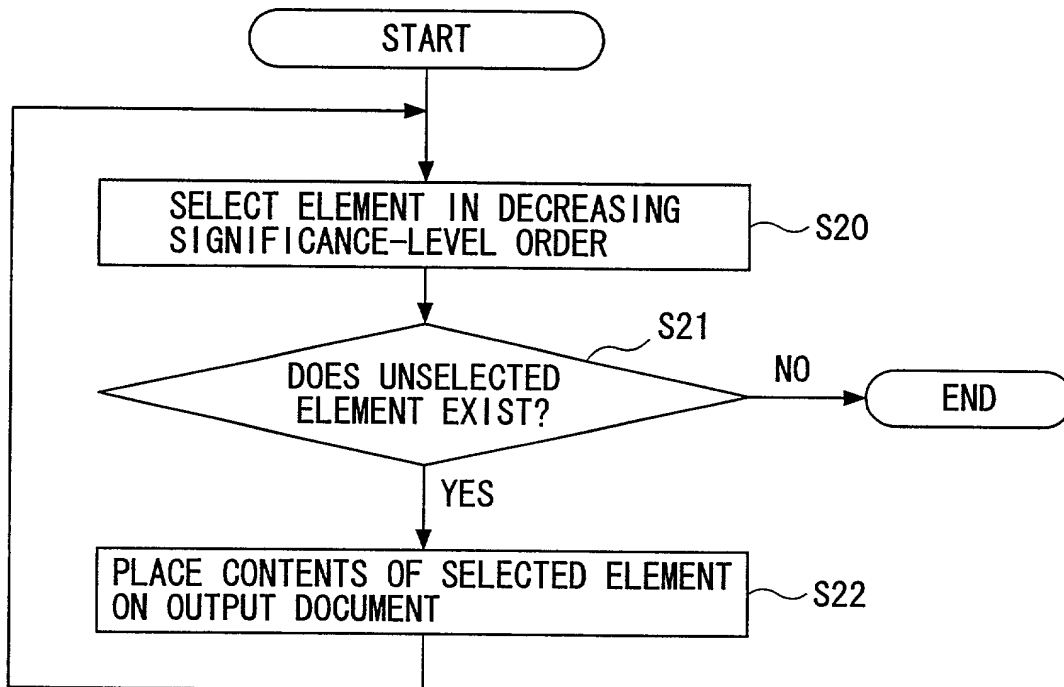 START
SELECT ELEMENT IN DECREASING
SIGNIFICANCE-LEVEL ORDER
S20
S21
DOES UNSELECTED
ELEMENT EXIST?
NO
END
YES
PLACE CONTENTS OF SELECTED ELEMENT
ON OUTPUT DOCUMENT
S22